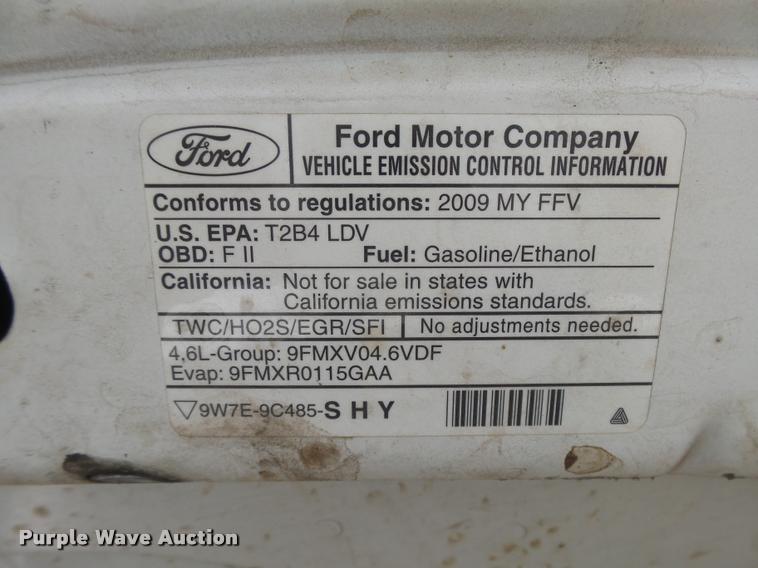 Ford
Ford Motor Company
VEHICLE EMISSION CONTROL INFORMATION
Conforms to regulations: 2009 MY FFV
U.S. EPA: T2B4 LDV
OBD: F II Fuel: Gasoline/Ethanol
California: Not for sale in states with
California emissions standards.
TWC/HO2S/EGR/SFI No adjustments needed.
4.6L-Group: 9FMXV04.6VDF
Evap: 9FMXR0115GAA
▽9W7E-9C485-S H Y
Purple Wave Auction